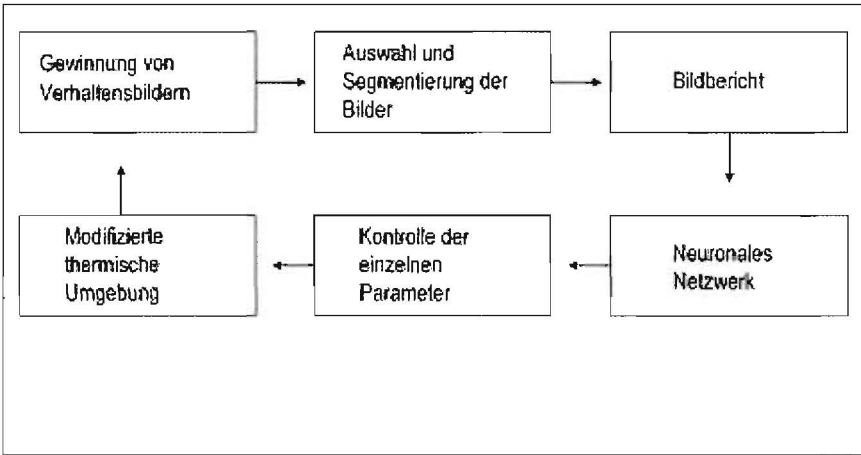 Gewinnung von
Verhaltensbildern
Auswahl und
Segmentierung der
Bilder
Bildbericht
Modifizierte
thermische
Umgebung
Kontrolle der
einzelnen
Parameter
Neuronales
Netzwerk